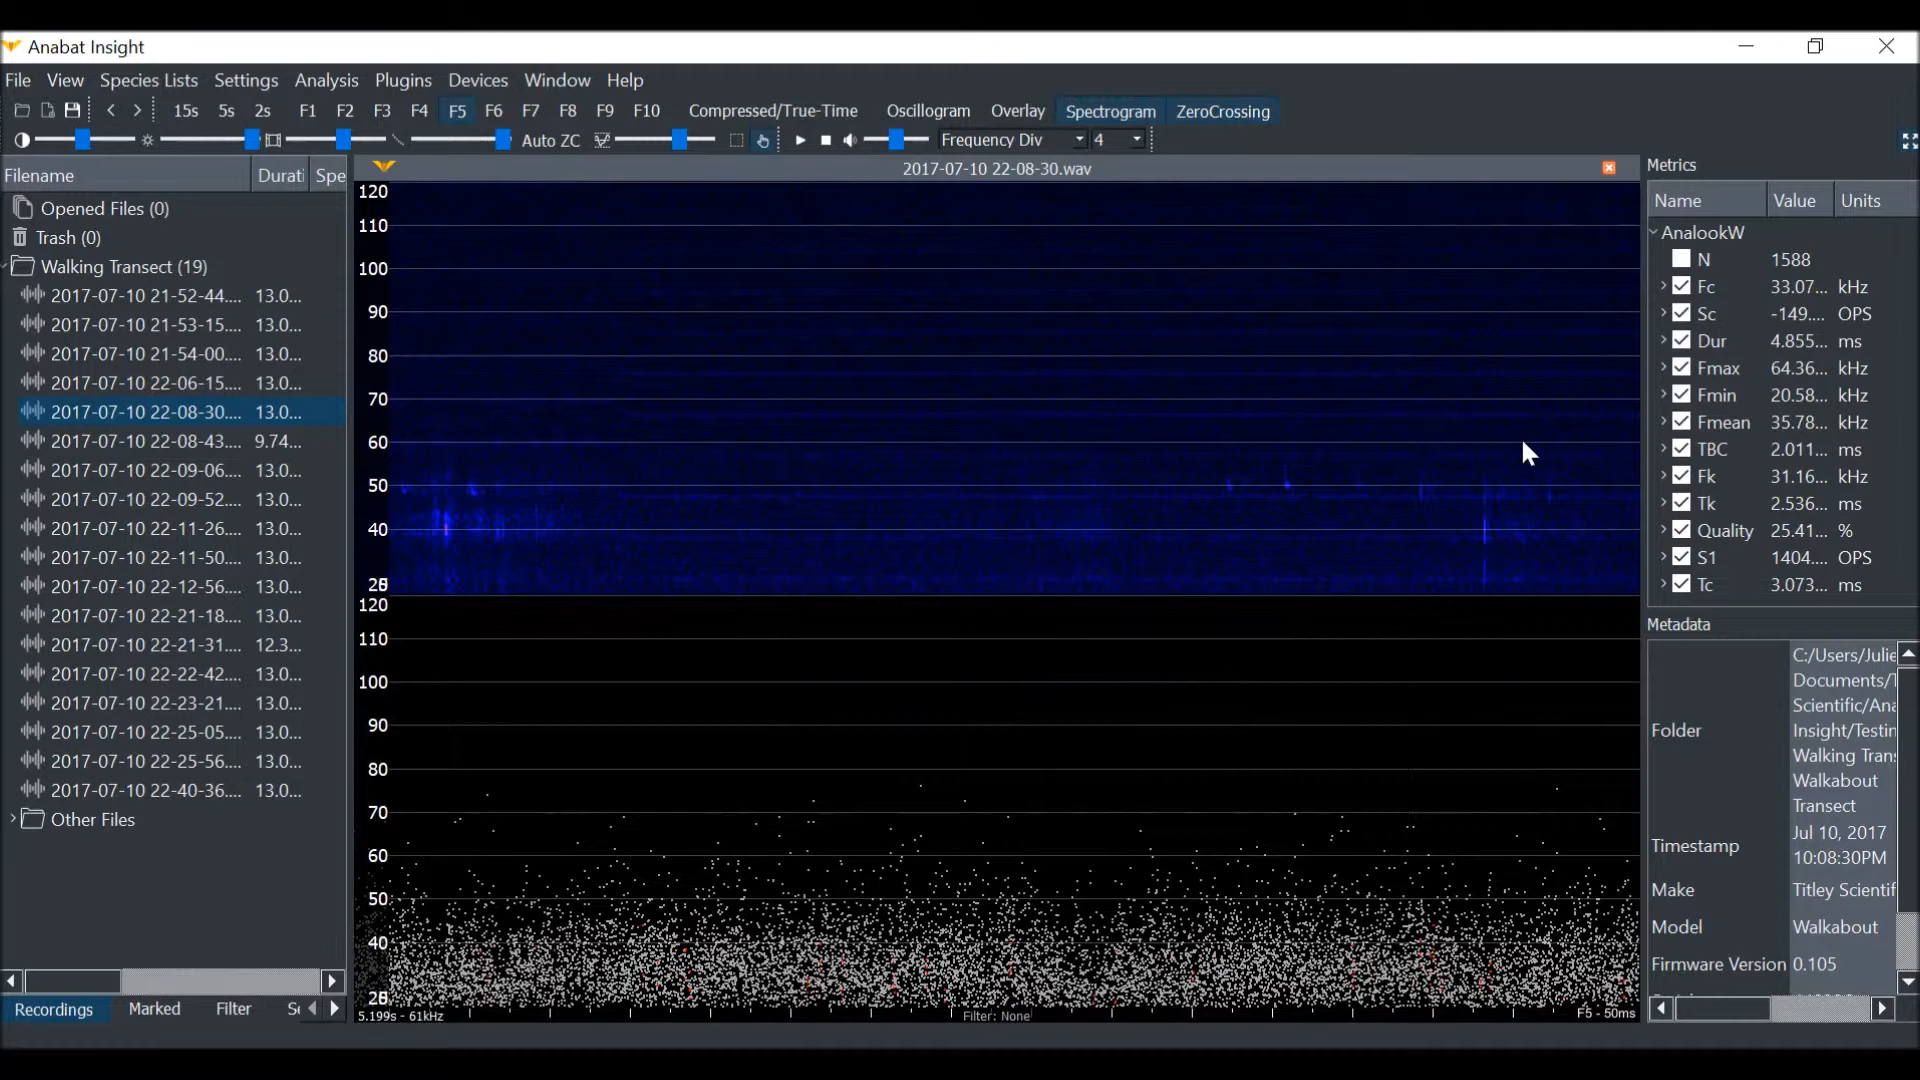 Anabat Insight
File View Species Lists Settings Analysis Plugins Devices Window Help
15s 5s 2s F1 F2 F3 F4 F5 F6 F7 F8 F9 F10 Compressed/True-Time Oscillogram Overlay Spectrogram ZeroCrossing
Auto ZC Frequency Div 4
Filename Durati Spe
Opened Files (0)
Trash (0)
Walking Transect (19)
2017-07-10 21-52-44.... 13.0...
2017-07-10 21-53-15.... 13.0...
2017-07-10 21-54-00.... 13.0...
2017-07-10 22-06-15.... 13.0...
2017-07-10 22-08-30.... 13.0...
2017-07-10 22-08-43.... 9.74...
2017-07-10 22-09-06.... 13.0...
2017-07-10 22-09-52.... 13.0...
2017-07-10 22-11-26.... 13.0...
2017-07-10 22-11-50.... 13.0...
2017-07-10 22-12-56.... 13.0...
2017-07-10 22-21-18.... 13.0...
2017-07-10 22-21-31.... 12.3...
2017-07-10 22-22-42.... 13.0...
2017-07-10 22-23-21.... 13.0...
2017-07-10 22-25-05.... 13.0...
2017-07-10 22-25-56.... 13.0...
2017-07-10 22-40-36.... 13.0...
Other Files
Recordings Marked Filter Se
2017-07-10 22-08-30.wav
120
110
100
90
80
70
60
50
40
120
110
100
90
80
70
60
50
40
5.199s - 61kHz Filter: None F5 - 50ms
Metrics
Name Value Units
AnalookW
N 1588
Fc 33.07... kHz
Sc -149.... OPS
Dur 4.855... ms
Fmax 64.36... kHz
Fmin 20.58... kHz
Fmean 35.78... kHz
TBC 2.011... ms
Fk 31.16... kHz
Tk 2.536... ms
Quality 25.41... %
S1 1404.... OPS
Tc 3.073... ms
Metadata
Folder
C:/Users/Julie
Documents/T
Scientific/Ana
Insight/Testin
Walking Trans
Walkabout
Transect
Timestamp
Jul 10, 2017
10:08:30PM
Make Titley Scientif
Model Walkabout
Firmware Version 0.105